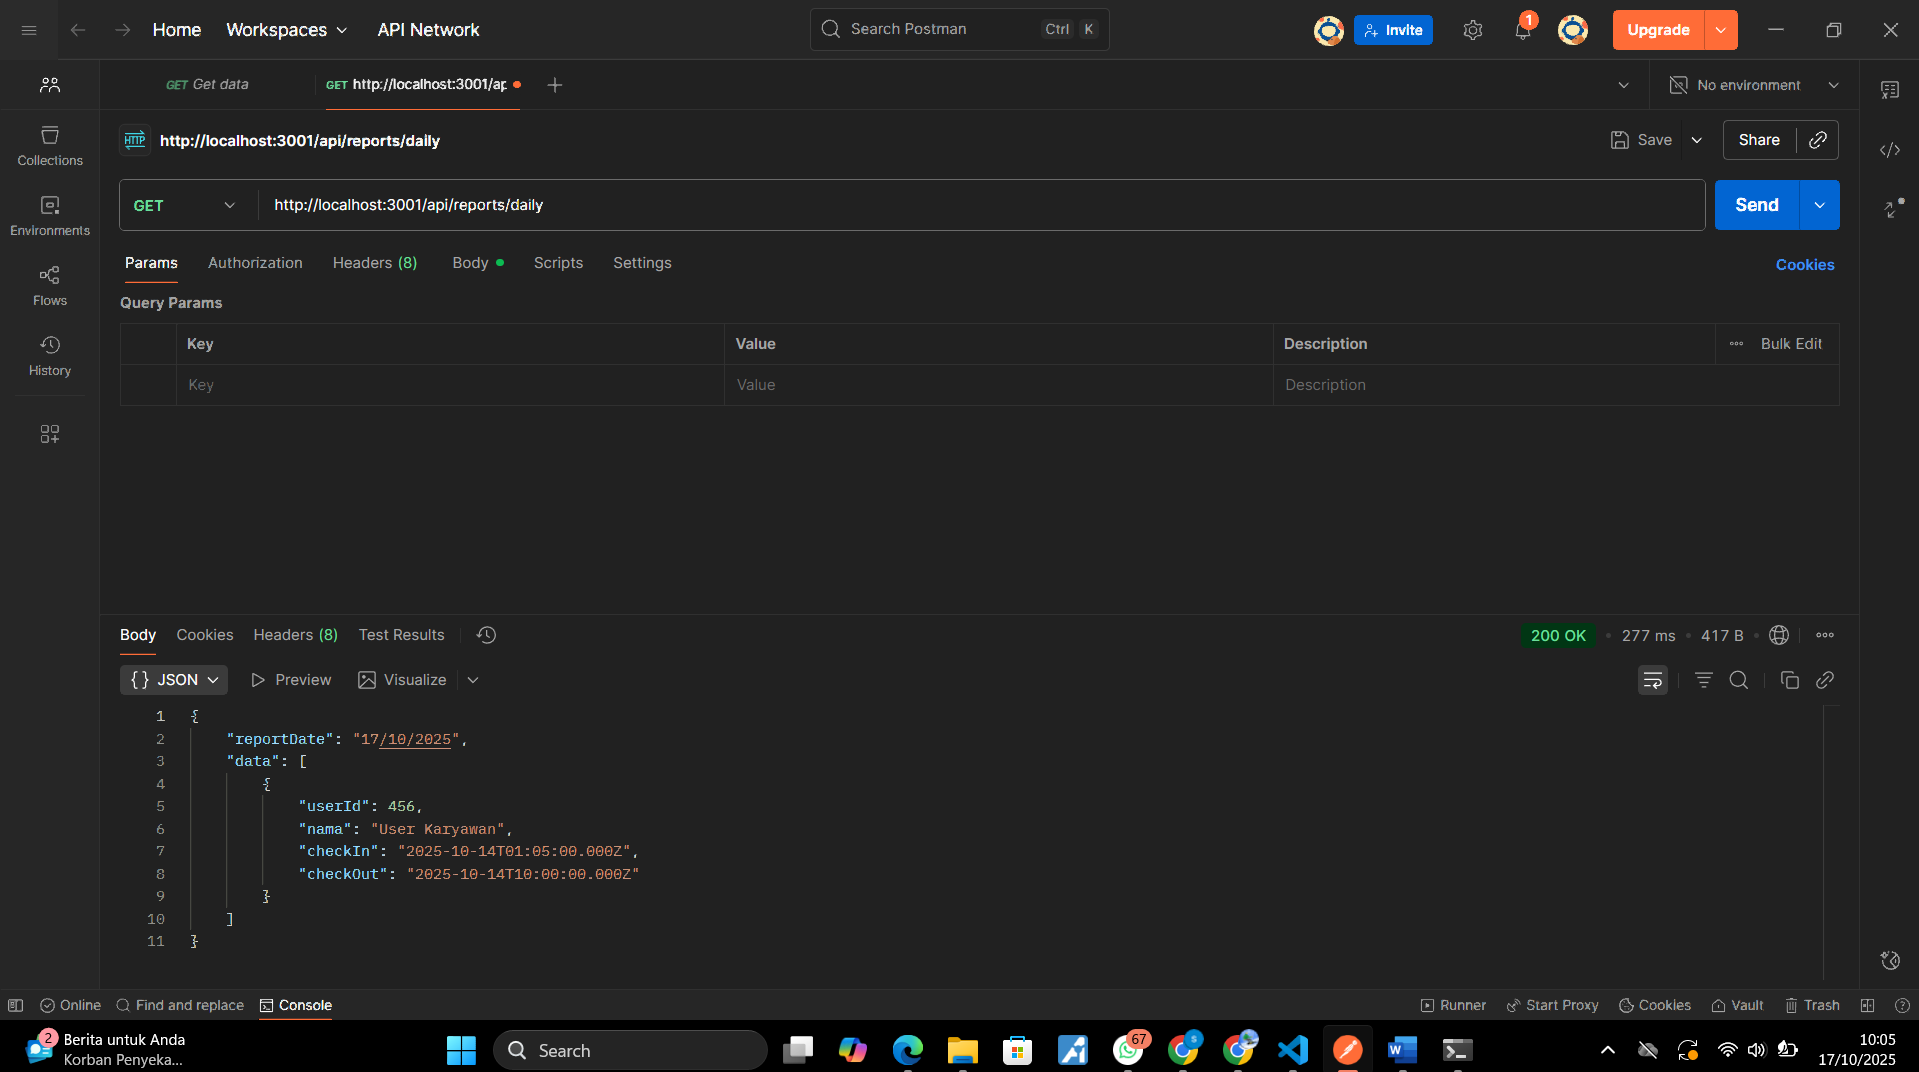 Home Workspaces API Network Search Postman Ctrl K Invite 1 Upgrade
GET Get data GET http://localhost:3001/ap No environment
HTTP http://localhost:3001/api/reports/daily Save Share
Collections
Environments
Flows
History
GET http://localhost:3001/api/reports/daily Send
Params Authorization Headers (8) Body Scripts Settings Cookies
Query Params
Key Value Description Bulk Edit
Key Value Description
Body Cookies Headers (8) Test Results 200 OK 277 ms 417 B
{} JSON Preview Visualize
1 {
2 "reportDate": "17/10/2025",
3 "data": [
4 {
5 "userId": 456,
6 "nama": "User Karyawan",
7 "checkIn": "2025-10-14T01:05:00.000Z",
8 "checkOut": "2025-10-14T10:00:00.000Z"
9 }
10 ]
11 }
Online Find and replace Console Runner Start Proxy Cookies Vault Trash
2 Berita untuk Anda
Korban Penyeka...
Search 67 10:05
17/10/2025